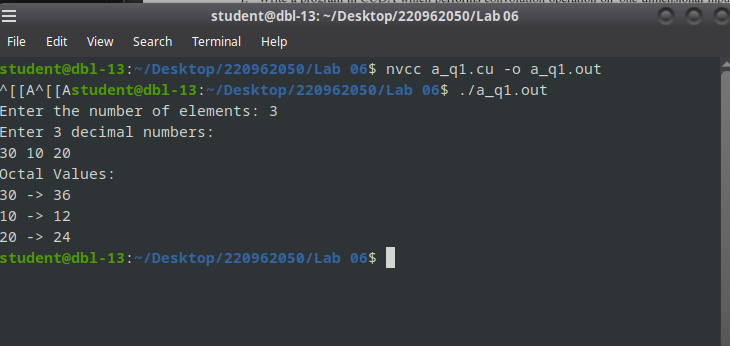 student@dbl-13: ~/Desktop/220962050/Lab 06
File Edit View Search Terminal Help
student@dbl-13:~/Desktop/220962050/Lab 06$ nvcc a_q1.cu -o a_q1.out
^[[A^[[Astudent@dbl-13:~/Desktop/220962050/Lab 06$ ./a_q1.out
Enter the number of elements: 3
Enter 3 decimal numbers:
30 10 20
Octal Values:
30 -> 36
10 -> 12
20 -> 24
student@dbl-13:~/Desktop/220962050/Lab 06$